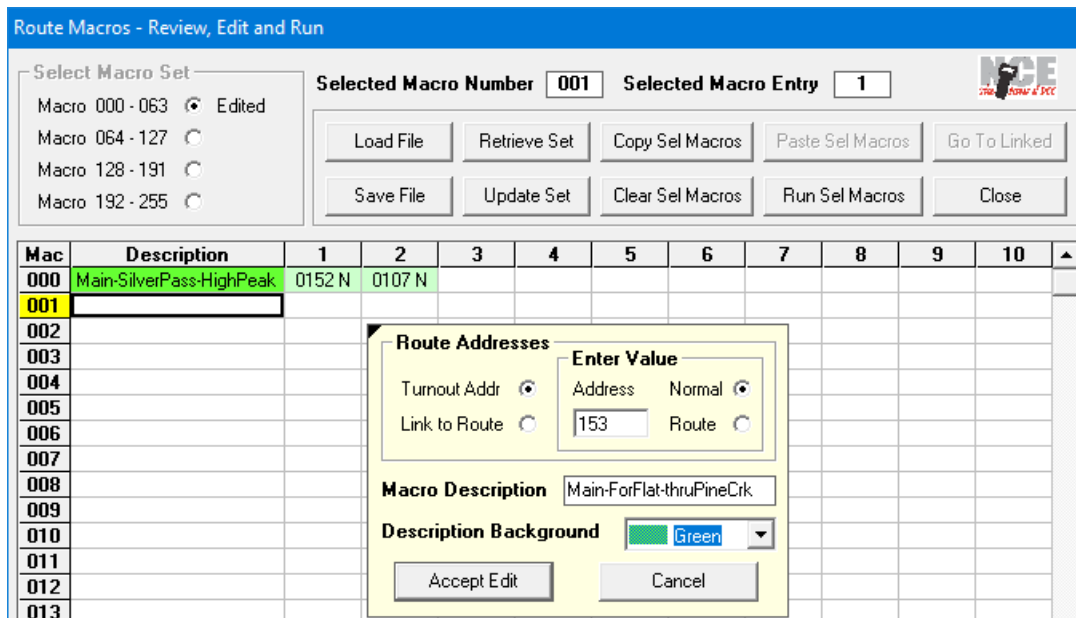 Route Macros - Review, Edit and Run
Select Macro Set
Macro 000 - 063 Edited
Macro 064 - 127
Macro 128 - 191
Macro 192 - 255
Selected Macro Number 001 Selected Macro Entry 1
NCE
Load File Retrieve Set Copy Sel Macros Paste Sel Macros Go To Linked
Save File Update Set Clear Sel Macros Run Sel Macros Close
Mac Description 1 2 3 4 5 6 7 8 9 10
000 Main-SilverPass-HighPeak 0152 N 0107 N
001
002
003
004
005
006
007
008
009
010
011
012
013
Route Addresses
Enter Value
Turnout Addr Address Normal
Link to Route 153 Route
Macro Description Main-ForFlat-thruPineCrk
Description Background Green
Accept Edit Cancel